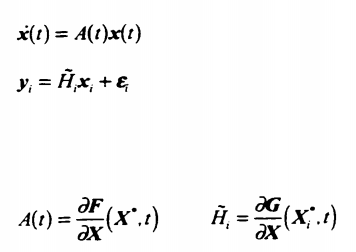 ẋ(t) = A(t)x(t)
yᵢ = H̃ᵢxᵢ + εᵢ
A(t) = ∂F/∂X (X*, t) H̃ᵢ = ∂G/∂X (Xᵢ*, t)